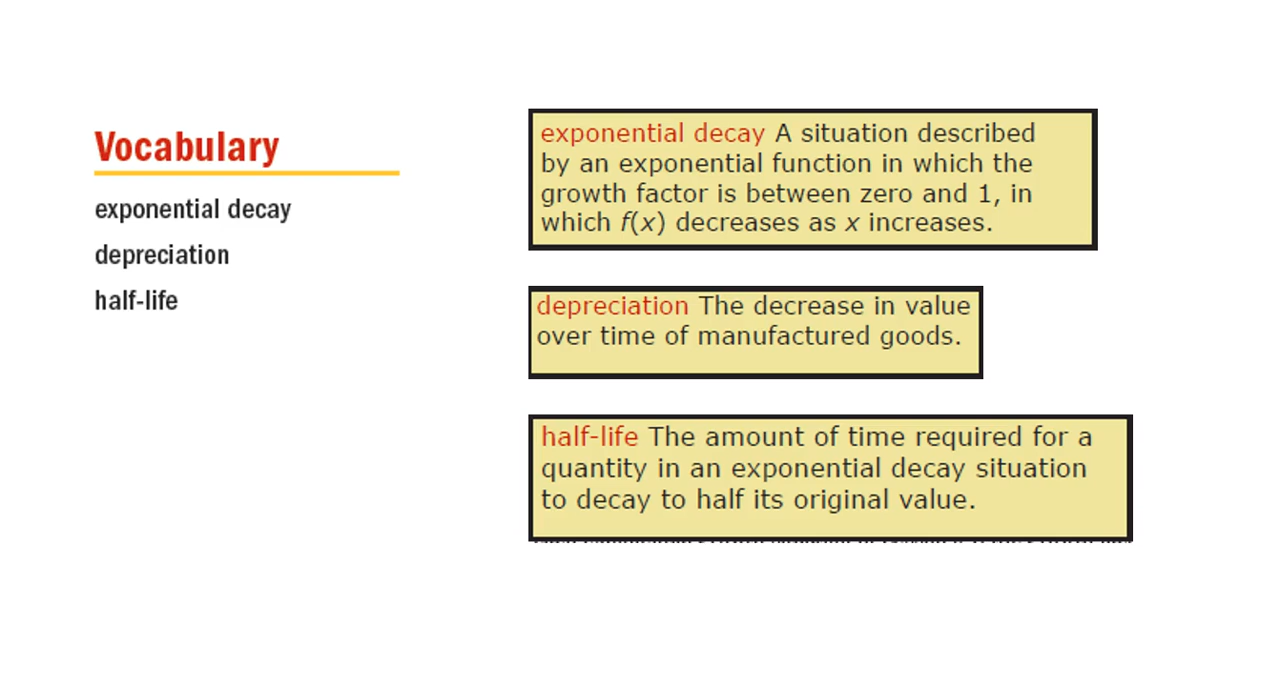 Vocabulary
exponential decay
depreciation
half-life
exponential decay A situation described
by an exponential function in which the
growth factor is between zero and 1, in
which f(x) decreases as x increases.
depreciation The decrease in value
over time of manufactured goods.
half-life The amount of time required for a
quantity in an exponential decay situation
to decay to half its original value.